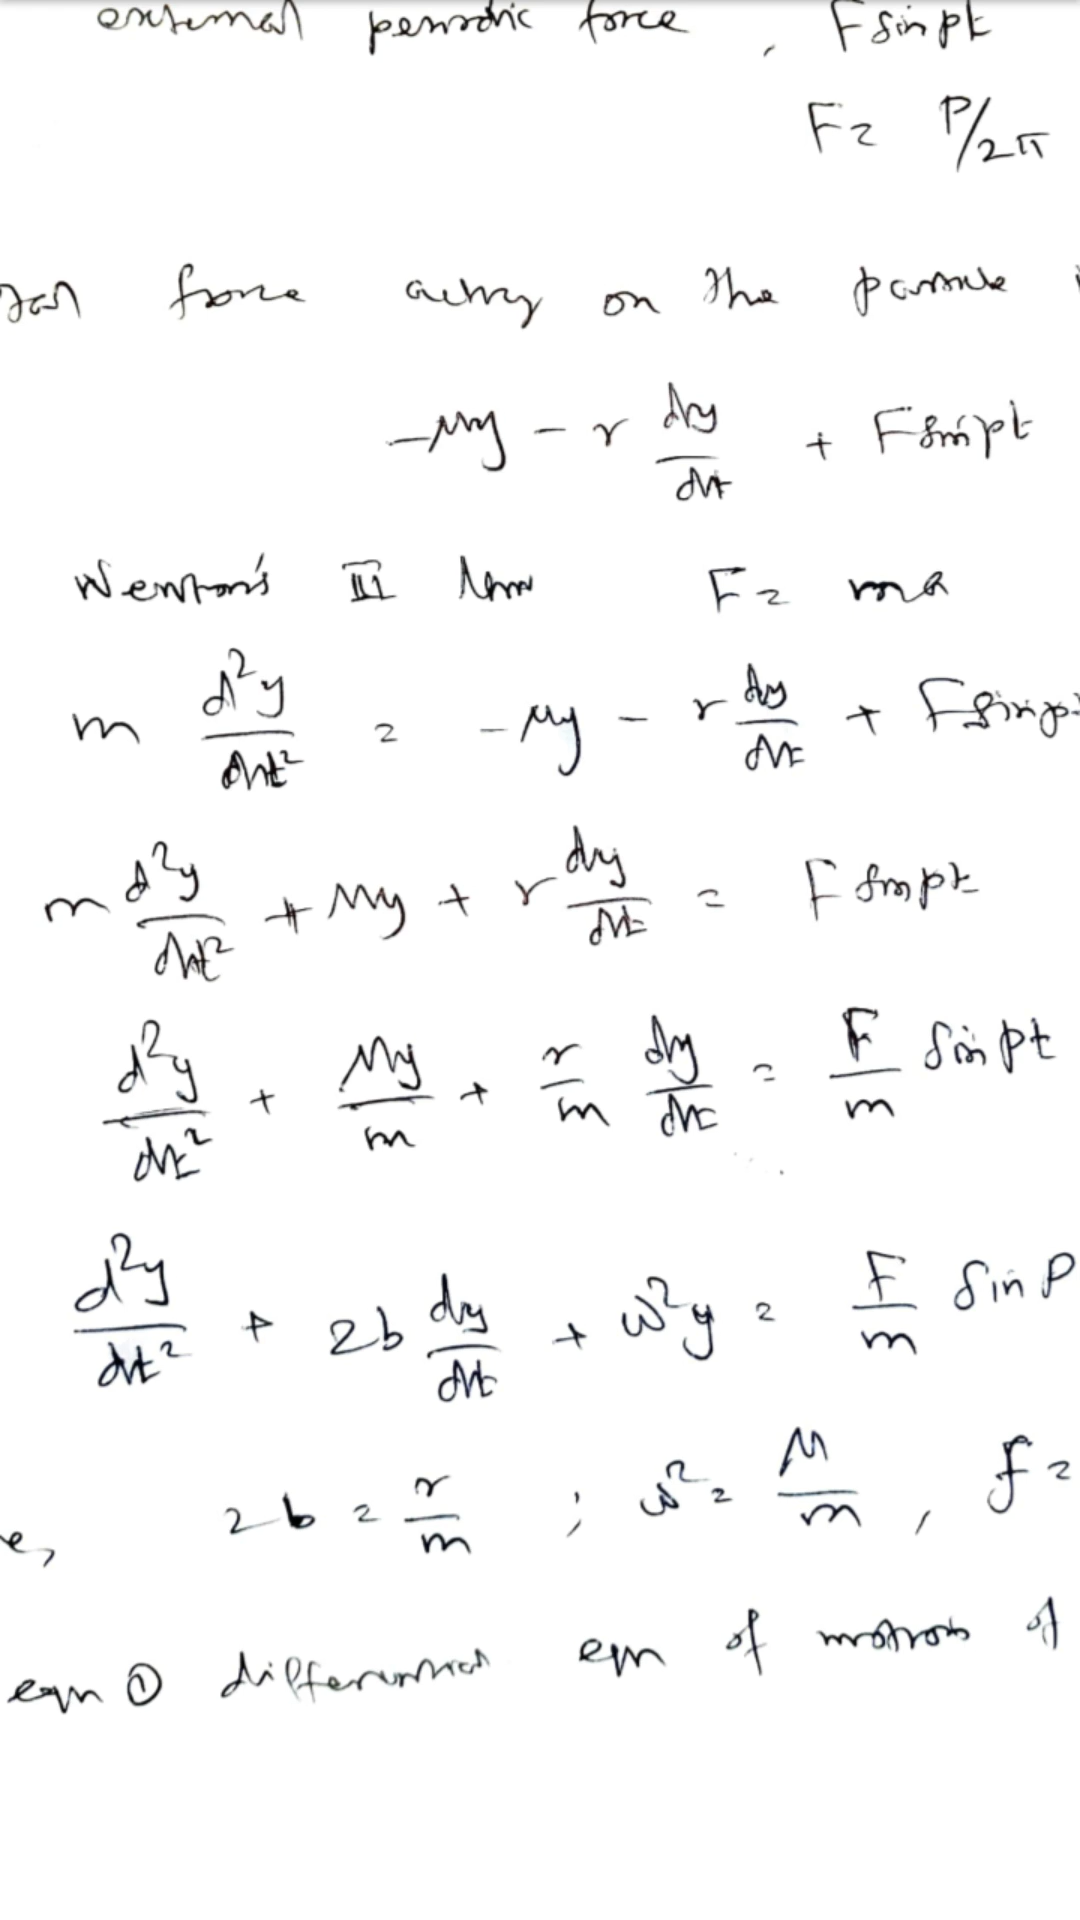 external periodic force , F sin pt
F = P/2π
force acting on the particle
-μy - r dy/dt + F sin pt
Newton's III law F = ma
m d²y/dt² = -μy - r dy/dt + F sin p
m d²y/dt² + μy + r dy/dt = F sin pt
d²y/dt² + μy/m + r/m dy/dt = F/m sin pt
d²y/dt² + 2b dy/dt + ω²y = F/m sin p
2b = r/m ; ω² = μ/m , f =
eqn ① differential eqn of motion of